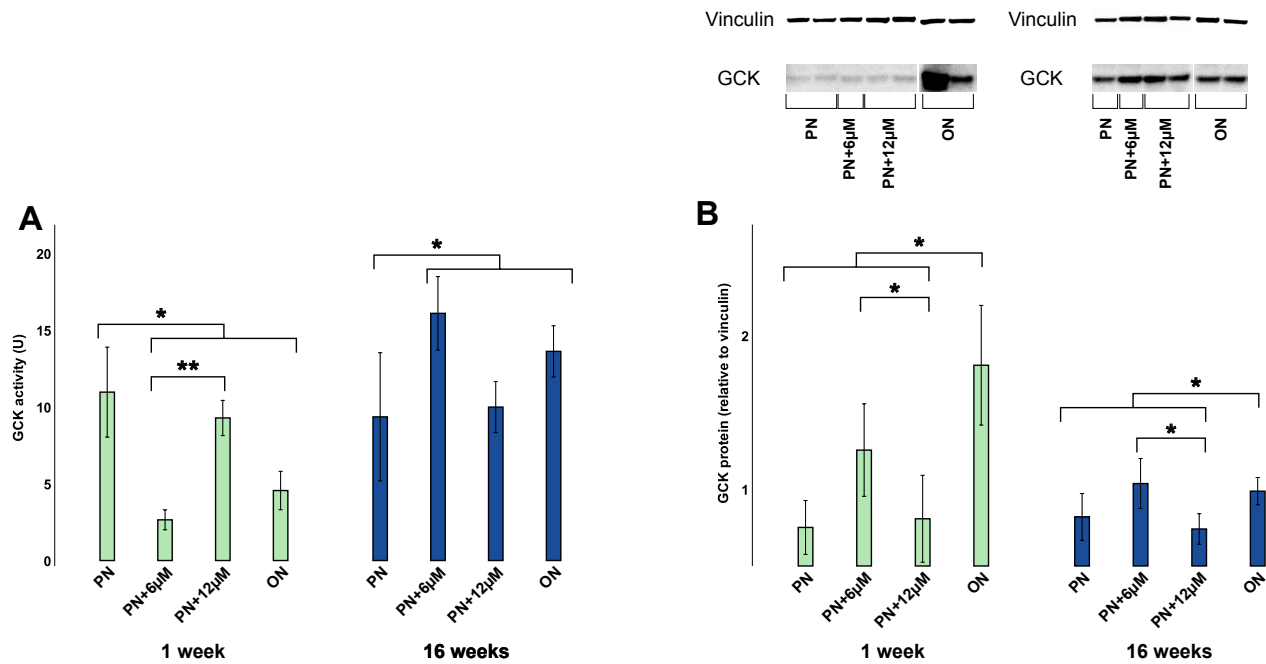 Vinculin
Vinculin
GCK
GCK
PN
PN+6µM
PN+12µM
ON
PN
PN+6µM
PN+12µM
ON
A
GCK activity (U)
20
15
10
5
0
*
**
*
PN
PN+6µM
PN+12µM
ON
PN
PN+6µM
PN+12µM
ON
1 week
16 weeks
B
GCK protein (relative to vinculin)
2
1
*
*
*
*
PN
PN+6µM
PN+12µM
ON
PN
PN+6µM
PN+12µM
ON
1 week
16 weeks